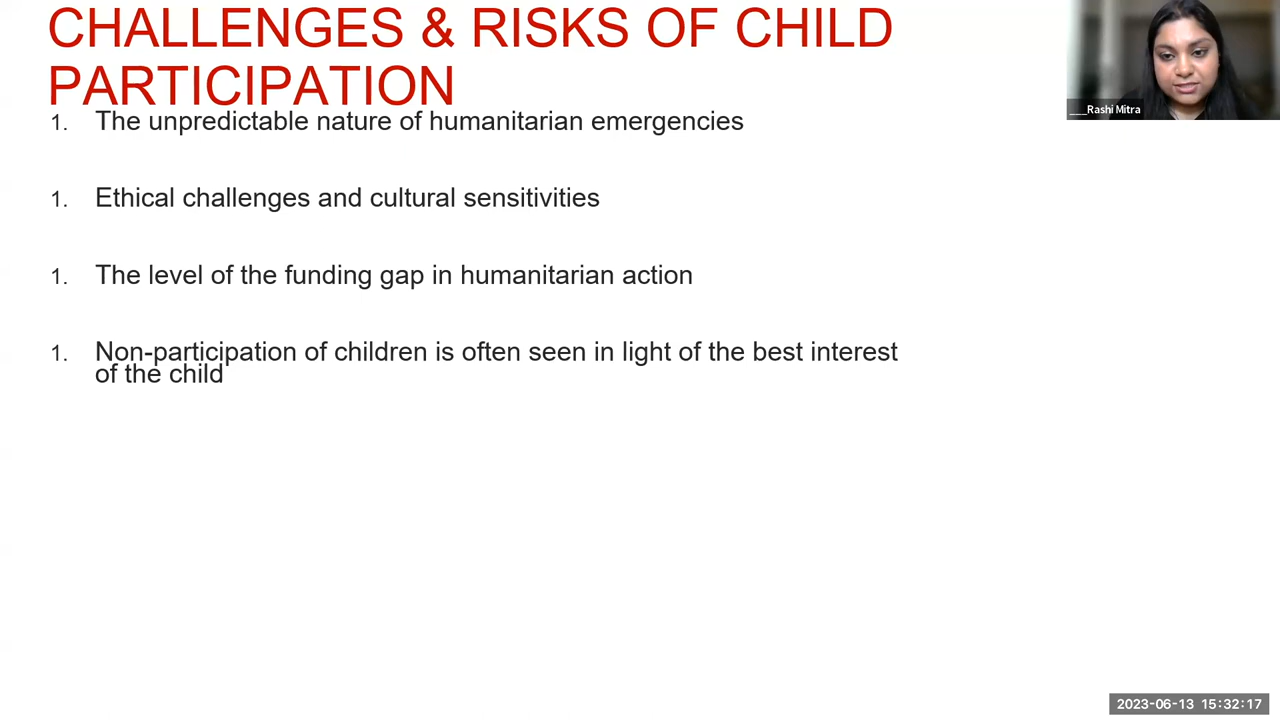 CHALLENGES & RISKS OF CHILD
PARTICIPATION
1. The unpredictable nature of humanitarian emergencies
1. Ethical challenges and cultural sensitivities
1. The level of the funding gap in humanitarian action
1. Non-participation of children is often seen in light of the best interest
of the child
___Rashi Mitra
2023-06-13 15:32:17